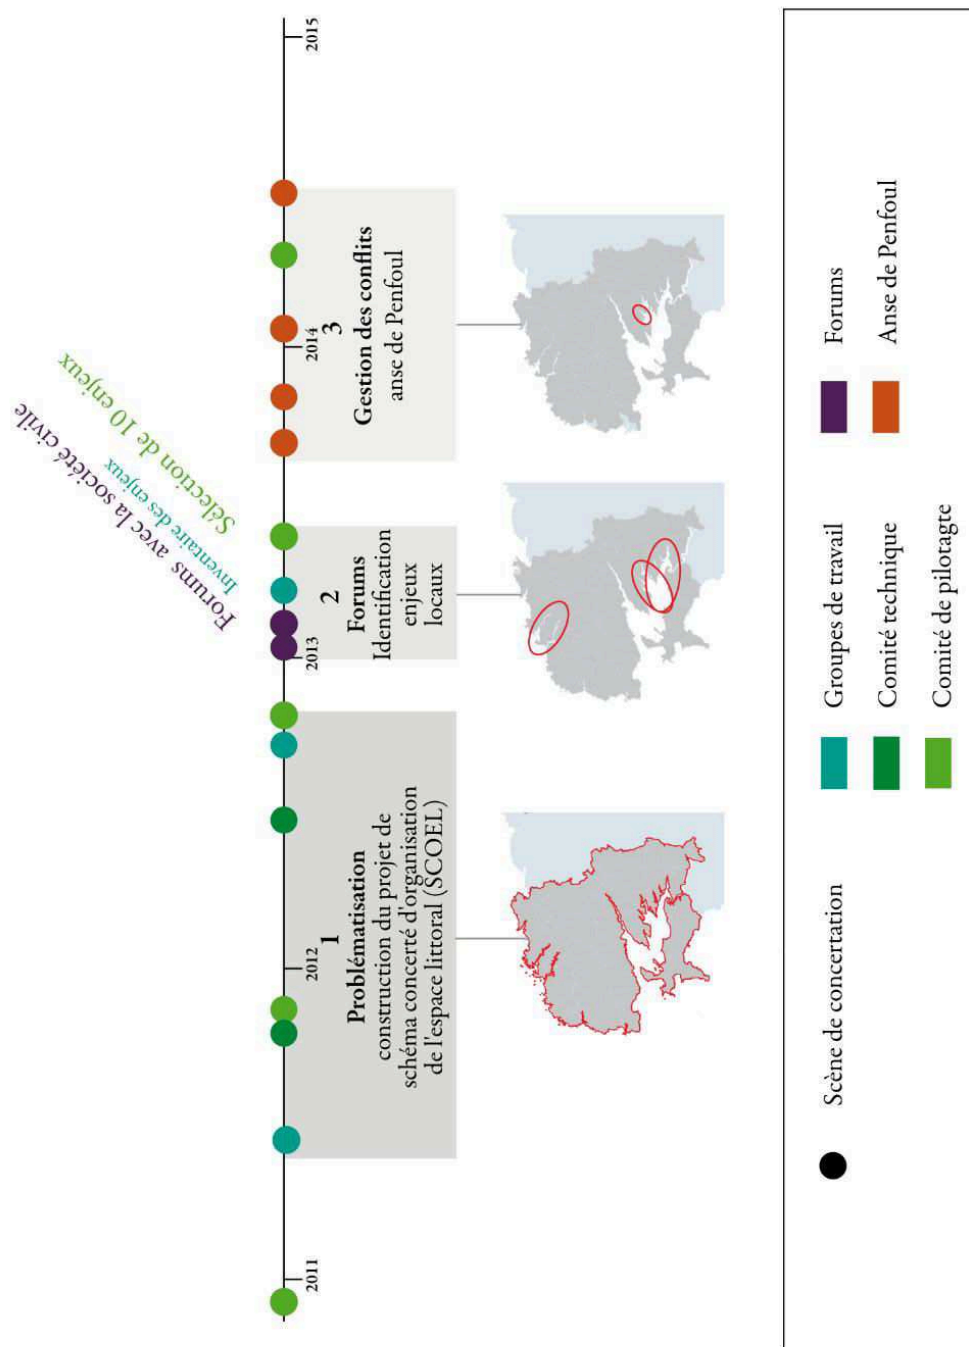 Forums avec la société civile
Inventaire des enjeux
Sélection de 10 enjeux
2011
2012
2013
2014
2015
1
Problématisation
construction du projet de
schéma concerté d'organisation
de l'espace littoral (SCOEL)
2
Forums
Identification
enjeux
locaux
3
Gestion des conflits
anse de Penfoul
Scène de concertation
Groupes de travail
Comité technique
Comité de pilotagte
Forums
Anse de Penfoul